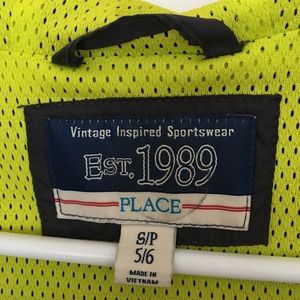 Vintage Inspired Sportswear
EST. 1989
PLACE
S/P
5/6
MADE IN
VIETNAM